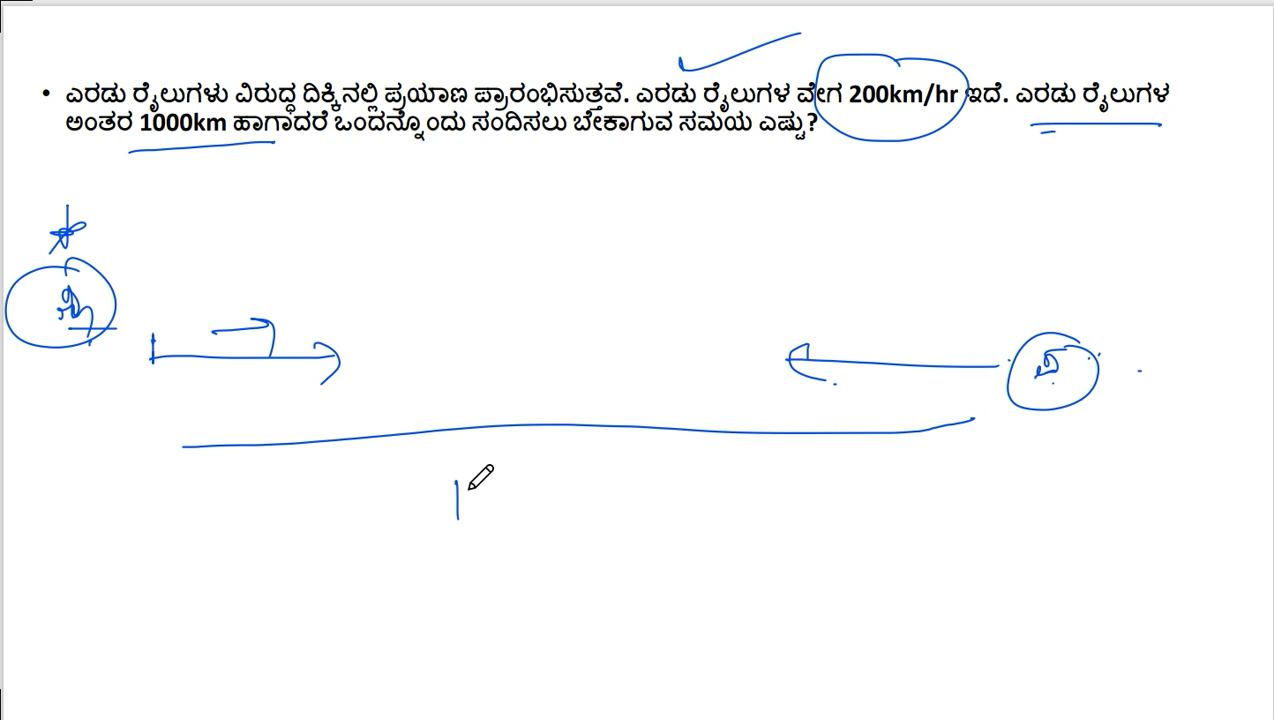 • ಎರಡು ರೈಲುಗಳು ವಿರುದ್ಧ ದಿಕ್ಕಿನಲ್ಲಿ ಪ್ರಯಾಣ ಪ್ರಾರಂಭಿಸುತ್ತವೆ. ಎರಡು ರೈಲುಗಳ ವೇಗ 200km/hr ಇದೆ. ಎರಡು ರೈಲುಗಳ
ಅಂತರ 1000km ಹಾಗಾದರೆ ಒಂದನ್ನೊಂದು ಸಂದಿಸಲು ಬೇಕಾಗುವ ಸಮಯ ಎಷ್ಟು?